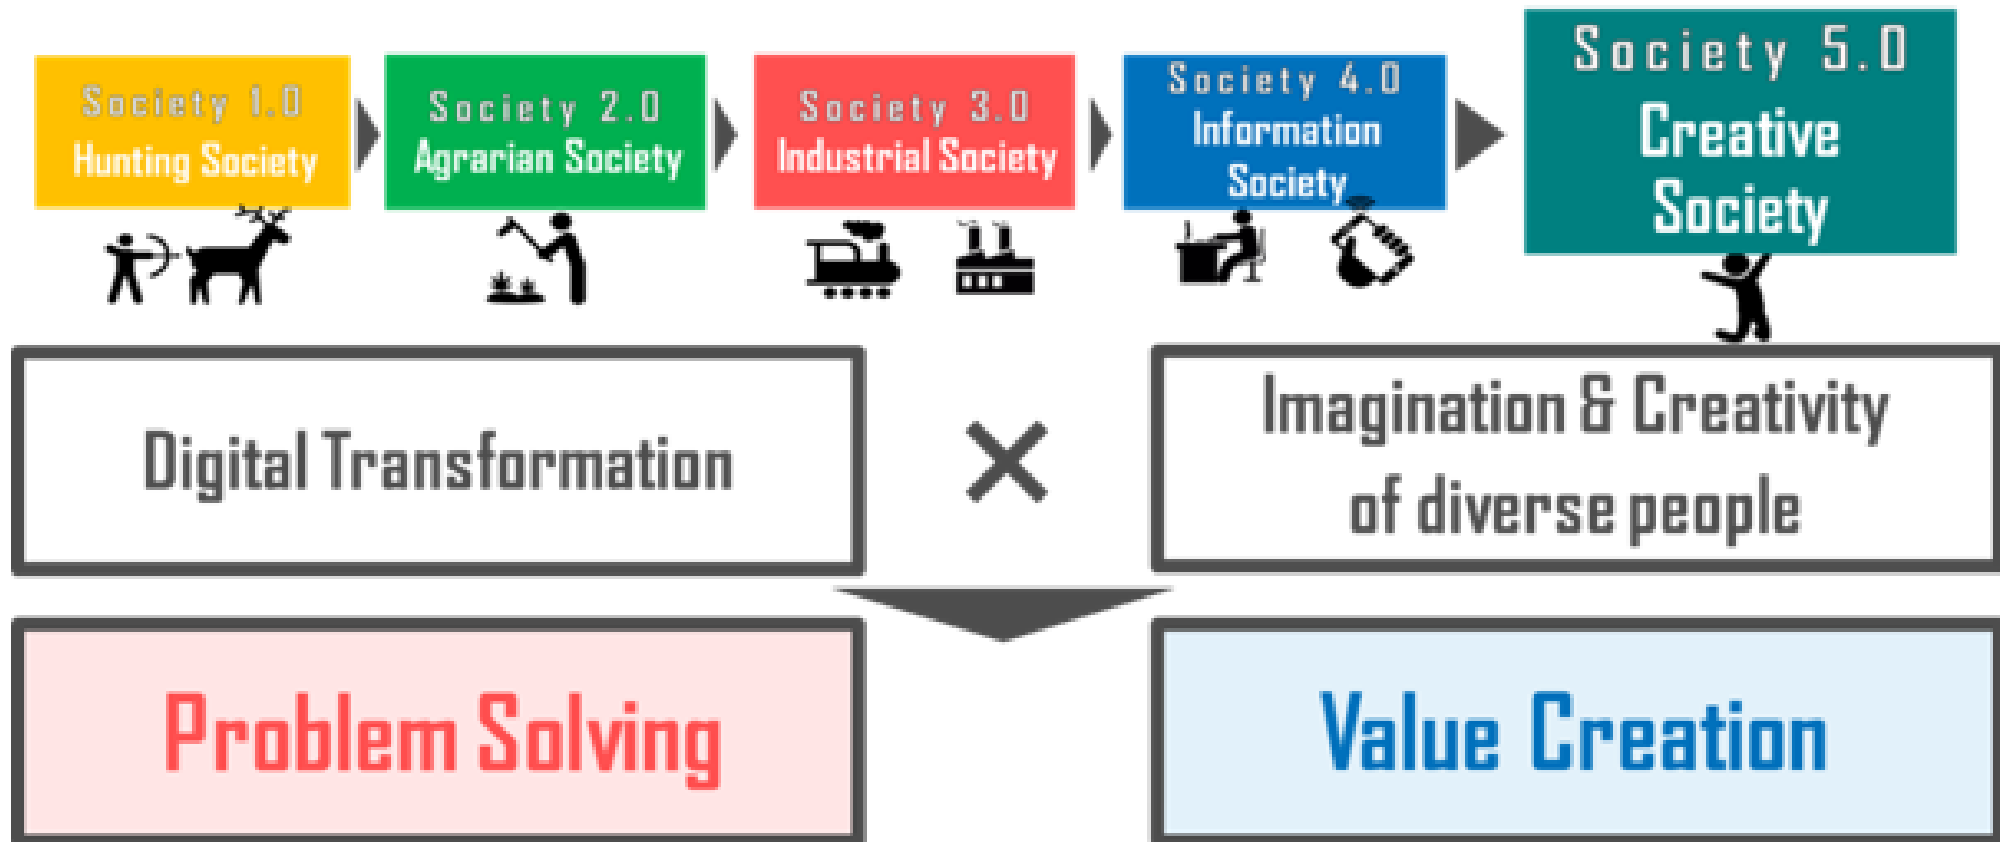 Society 1.0
Hunting Society
Society 2.0
Agrarian Society
Society 3.0
Industrial Society
Society 4.0
Information
Society
Society 5.0
Creative
Society
Digital Transformation
×
Imagination & Creativity
of diverse people
Problem Solving
Value Creation